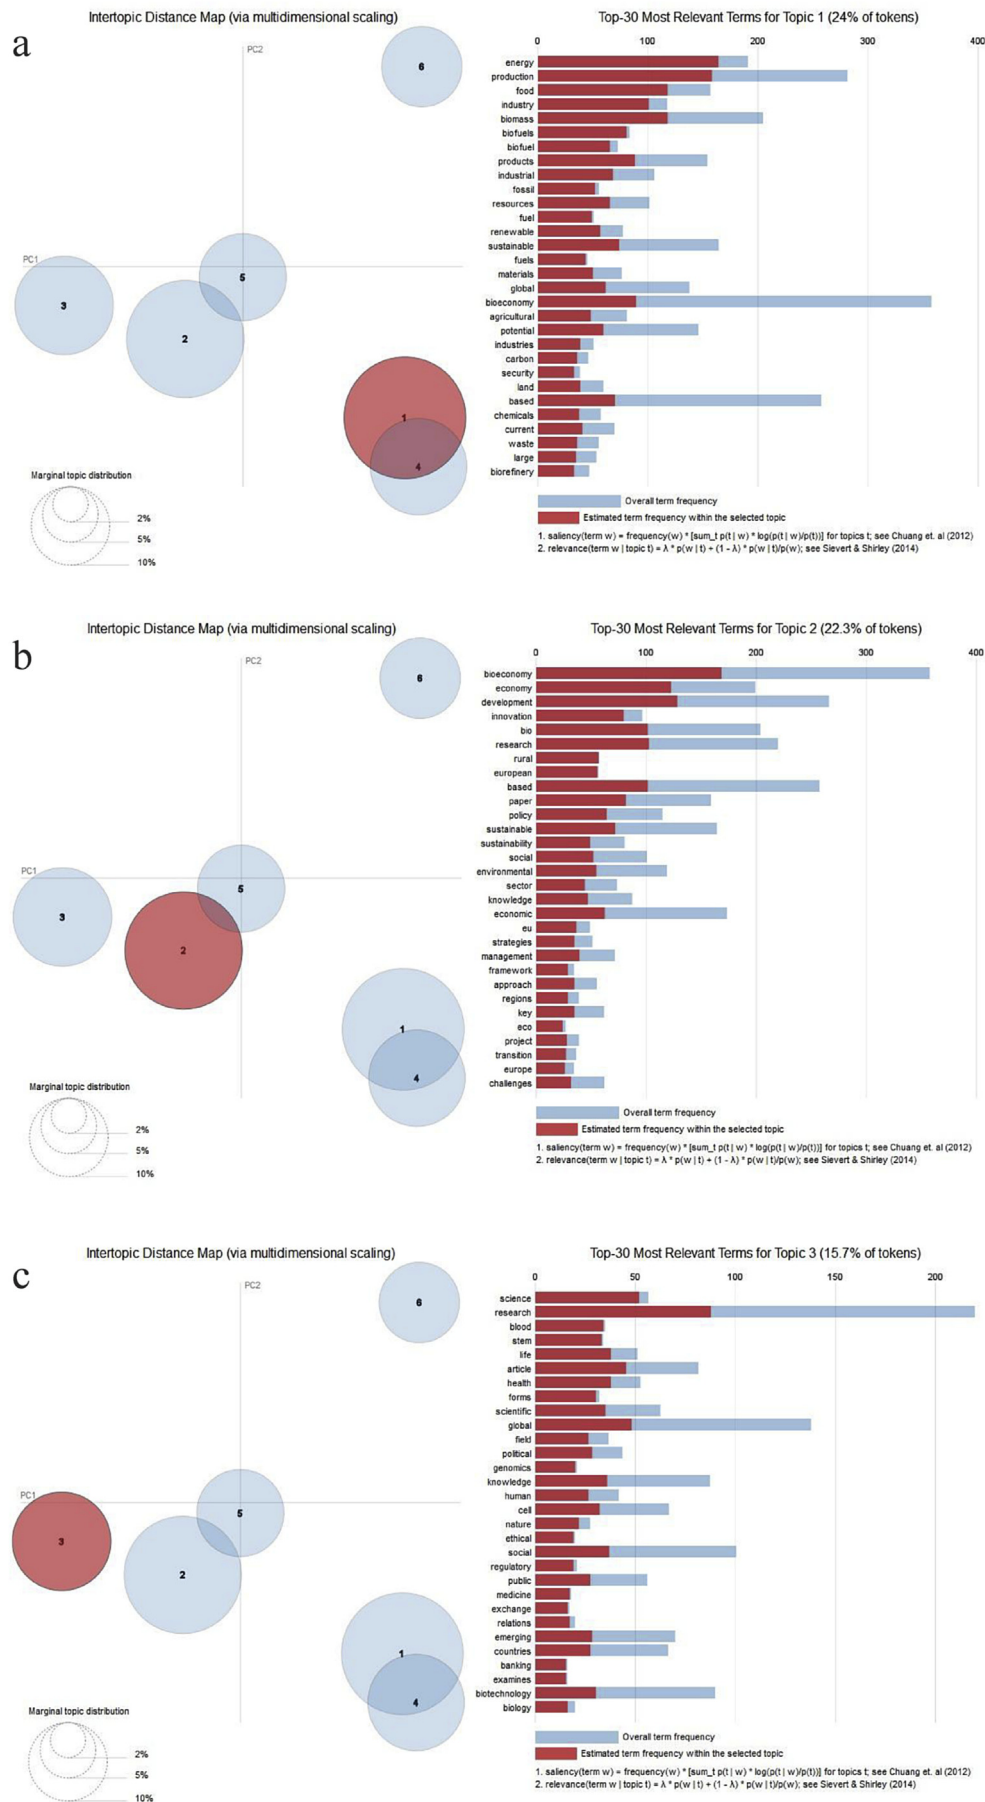 a
Intertopic Distance Map (via multidimensional scaling)
PC2
PC1
6
5
3
2
1
4
Marginal topic distribution
2%
5%
10%
Top-30 Most Relevant Terms for Topic 1 (24% of tokens)
0 100 200 300 400
energy
production
food
industry
biomass
biofuels
biofuel
products
industrial
fossil
resources
fuel
renewable
sustainable
fuels
materials
global
bioeconomy
agricultural
potential
industries
carbon
security
land
based
chemicals
current
waste
large
biorefinery
Overall term frequency
Estimated term frequency within the selected topic
1. saliency(term w) = frequency(w) * [sum_t p(t | w) * log(p(t | w)/p(t))] for topics t; see Chuang et. al (2012)
2. relevance(term w | topic t) = λ * p(w | t) + (1 - λ) * p(w | t)/p(w); see Sievert & Shirley (2014)
b
Intertopic Distance Map (via multidimensional scaling)
PC2
PC1
6
5
3
2
1
4
Marginal topic distribution
2%
5%
10%
Top-30 Most Relevant Terms for Topic 2 (22.3% of tokens)
0 100 200 300 400
bioeconomy
economy
development
innovation
bio
research
rural
european
based
paper
policy
sustainable
sustainability
social
environmental
sector
knowledge
economic
eu
strategies
management
framework
approach
regions
key
eco
project
transition
europe
challenges
Overall term frequency
Estimated term frequency within the selected topic
1. saliency(term w) = frequency(w) * [sum_t p(t | w) * log(p(t | w)/p(t))] for topics t; see Chuang et. al (2012)
2. relevance(term w | topic t) = λ * p(w | t) + (1 - λ) * p(w | t)/p(w); see Sievert & Shirley (2014)
c
Intertopic Distance Map (via multidimensional scaling)
PC2
PC1
6
5
3
2
1
4
Marginal topic distribution
2%
5%
10%
Top-30 Most Relevant Terms for Topic 3 (15.7% of tokens)
0 50 100 150 200
science
research
blood
stem
life
article
health
forms
scientific
global
field
political
genomics
knowledge
human
cell
nature
ethical
social
regulatory
public
medicine
exchange
relations
emerging
countries
banking
examines
biotechnology
biology
Overall term frequency
Estimated term frequency within the selected topic
1. saliency(term w) = frequency(w) * [sum_t p(t | w) * log(p(t | w)/p(t))] for topics t; see Chuang et. al (2012)
2. relevance(term w | topic t) = λ * p(w | t) + (1 - λ) * p(w | t)/p(w); see Sievert & Shirley (2014)